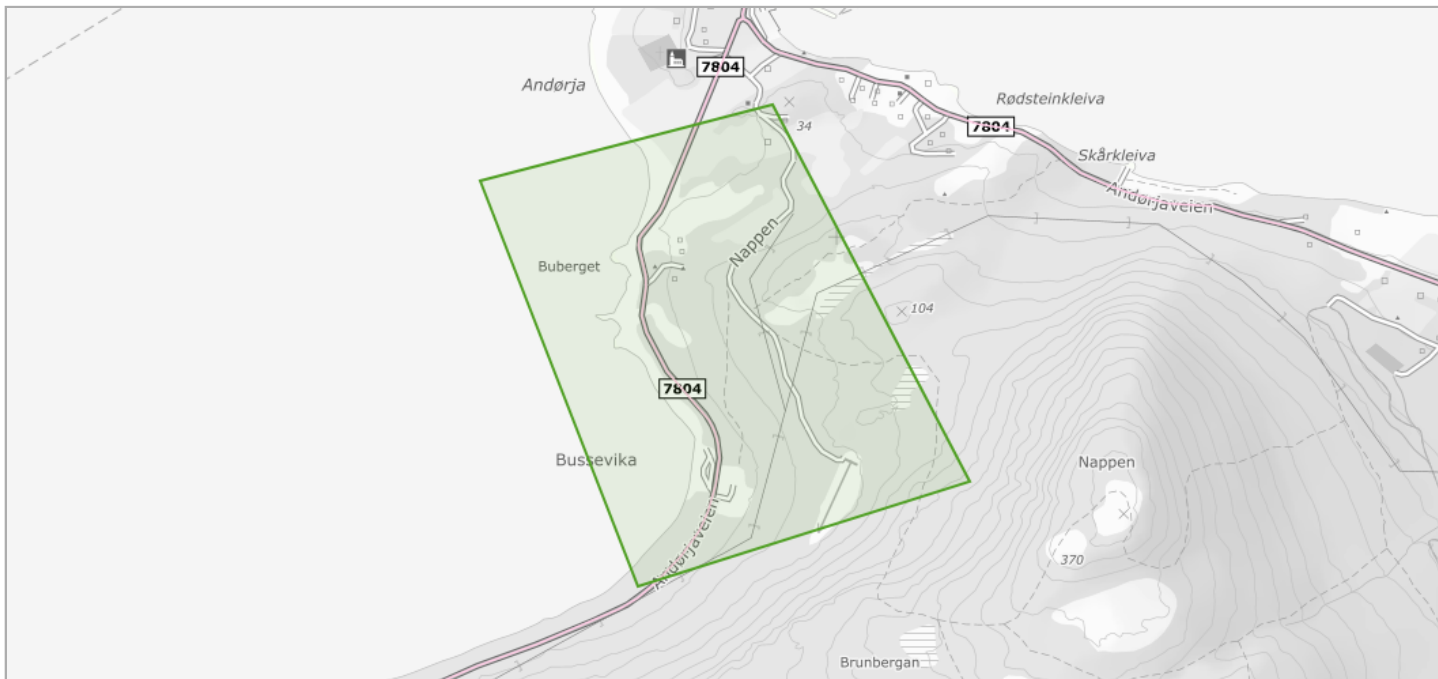 7804
Andørja
Rødsteinkleiva
34
7804
Skårkleiva
Andørjaveien
Nappen
Buberget
104
7804
Bussevika
Nappen
Andørjaveien
370
Brunbergan